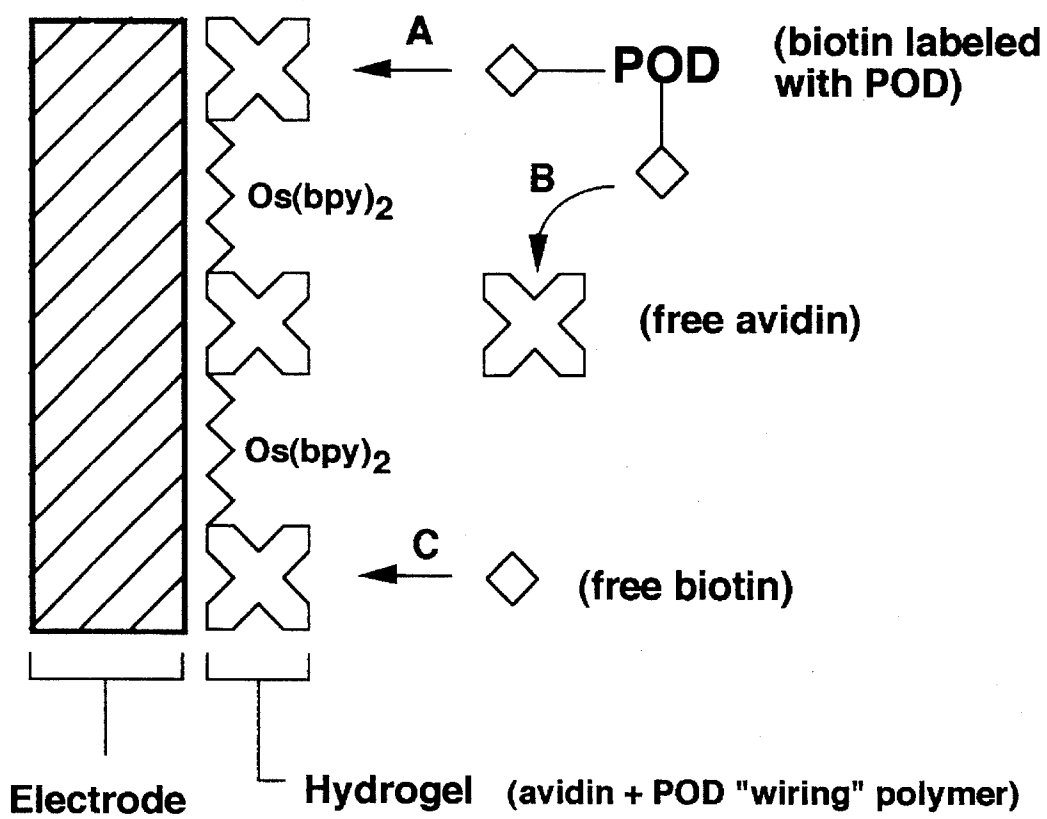 A
POD
(biotin labeled
with POD)
B
Os(bpy)2
(free avidin)
Os(bpy)2
C
(free biotin)
Electrode
Hydrogel (avidin + POD "wiring" polymer)